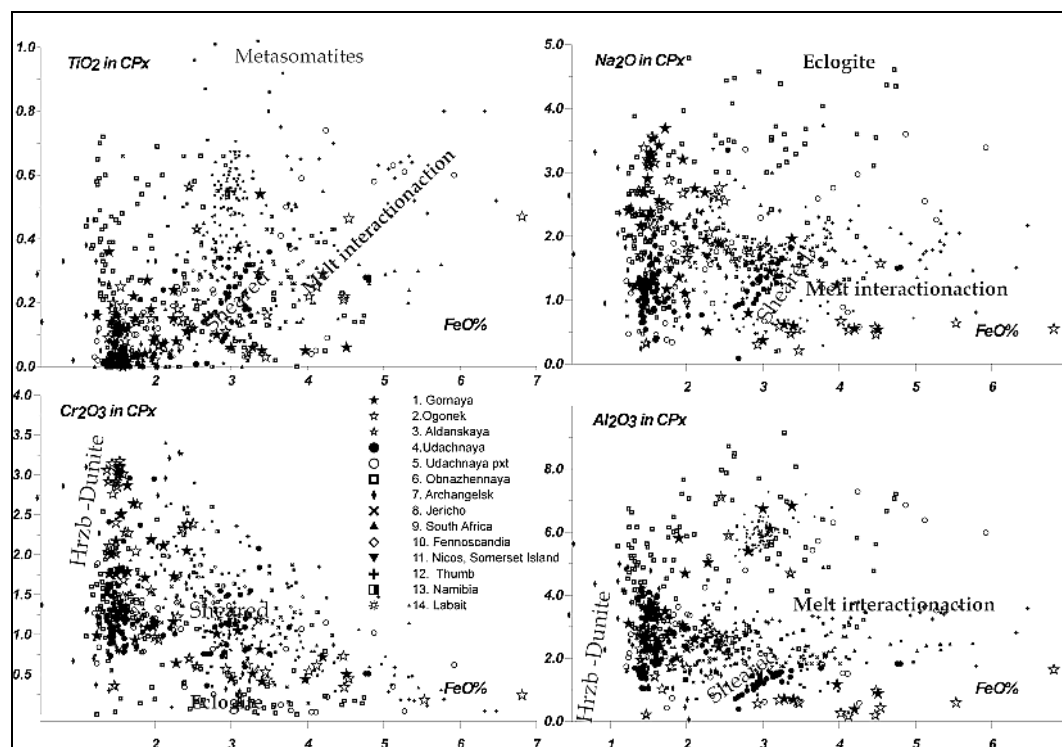 TiO2 in CPx
Metasomatites
1.0
0.8
0.6
0.4
0.2
0.0
Sheared
Melt interactionaction
FeO%
2 3 4 5 6 7
Na2O in CPx
Eclogite
5.0
4.0
3.0
2.0
1.0
0.0
Sheared
Melt interactionaction
FeO%
1 2 3 4 5 6
Cr2O3 in CPx
4.0
3.5
3.0
2.5
2.0
1.5
1.0
0.5
Hrzb -Dunite
Sheared
Eclogite
FeO%
2 3 4 5 6 7
1. Gornaya
2.Ogonek
3. Aldanskaya
4.Udachnaya
5. Udachnaya pxt
6. Obnazhennaya
7. Archangelsk
8. Jericho
9. South Africa
10. Fennoscandia
11. Nicos, Somerset Island
12. Thumb
13. Namibia
14. Labait
Al2O3 in CPx
8.0
6.0
4.0
2.0
0.0
Hrzb -Dunite
Sheared
Melt interactionaction
FeO%
1 2 3 4 5 6